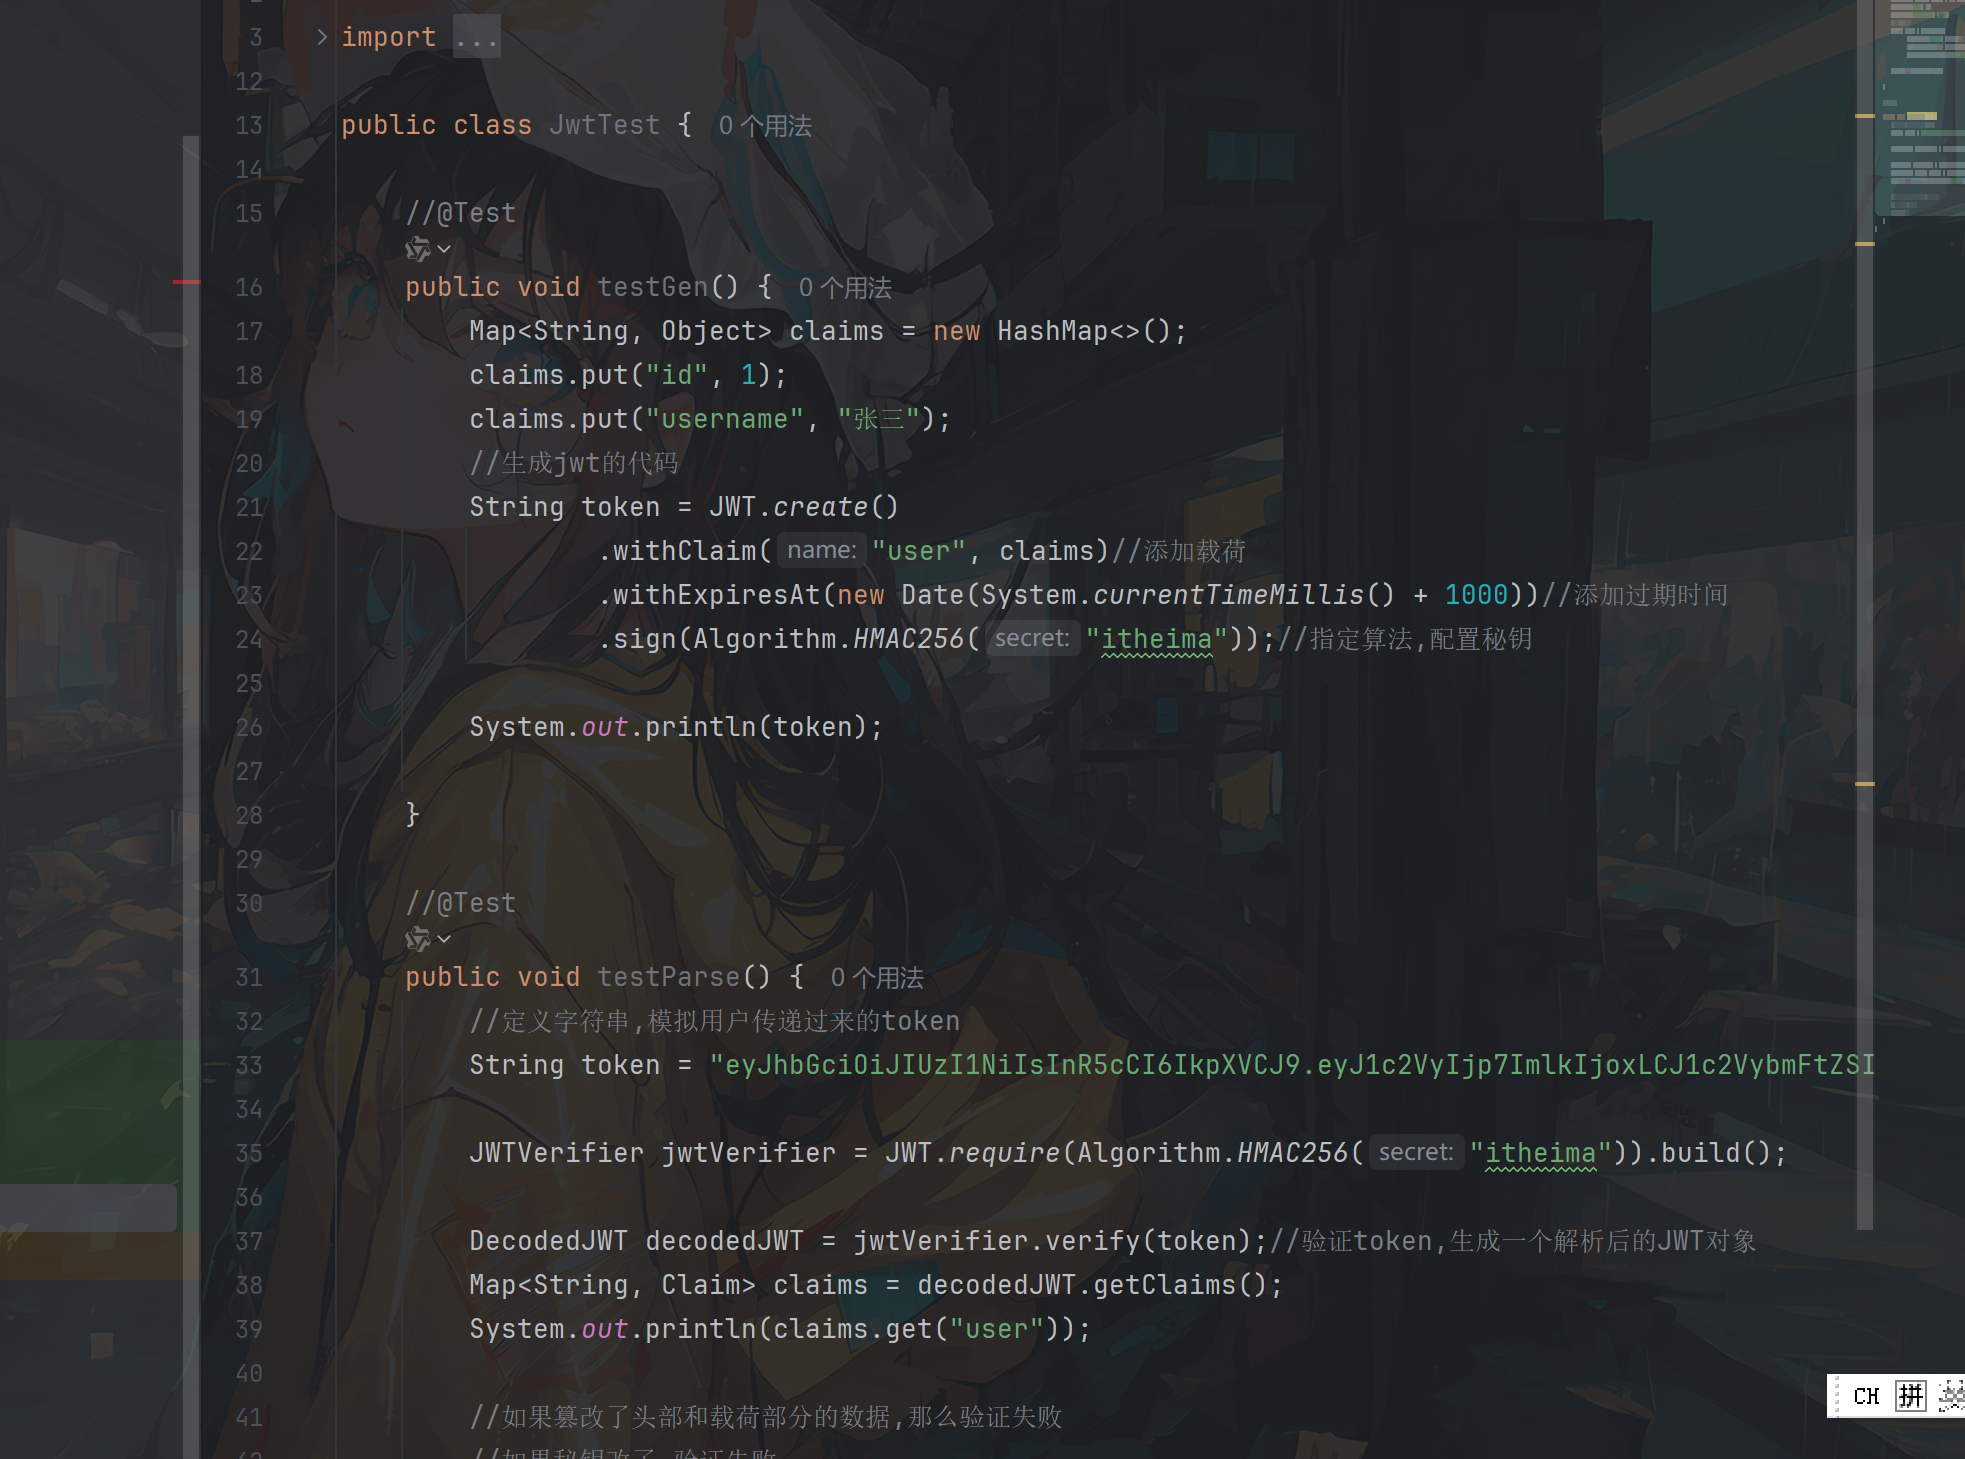 3 import ...
12
13 public class JwtTest { 0 个用法
14
15 //@Test
16 public void testGen() { 0 个用法
17 Map<String, Object> claims = new HashMap<>();
18 claims.put("id", 1);
19 claims.put("username", "张三");
20 //生成jwt的代码
21 String token = JWT.create()
22 .withClaim( name: "user", claims)//添加载荷
23 .withExpiresAt(new Date(System.currentTimeMillis() + 1000))//添加过期时间
24 .sign(Algorithm.HMAC256( secret: "itheima"));//指定算法,配置秘钥
25
26 System.out.println(token);
27
28 }
29
30 //@Test
31 public void testParse() { 0 个用法
32 //定义字符串,模拟用户传递过来的token
33 String token = "eyJhbGciOiJIUzI1NiIsInR5cCI6IkpXVCJ9.eyJ1c2VyIjp7ImlkIjoxLCJ1c2VybmFtZSI
34
35 JWTVerifier jwtVerifier = JWT.require(Algorithm.HMAC256( secret: "itheima")).build();
36
37 DecodedJWT decodedJWT = jwtVerifier.verify(token);//验证token,生成一个解析后的JWT对象
38 Map<String, Claim> claims = decodedJWT.getClaims();
39 System.out.println(claims.get("user"));
40
CH 拼
41 //如果篡改了头部和载荷部分的数据,那么验证失败
//如果秘钥改了,验证失败